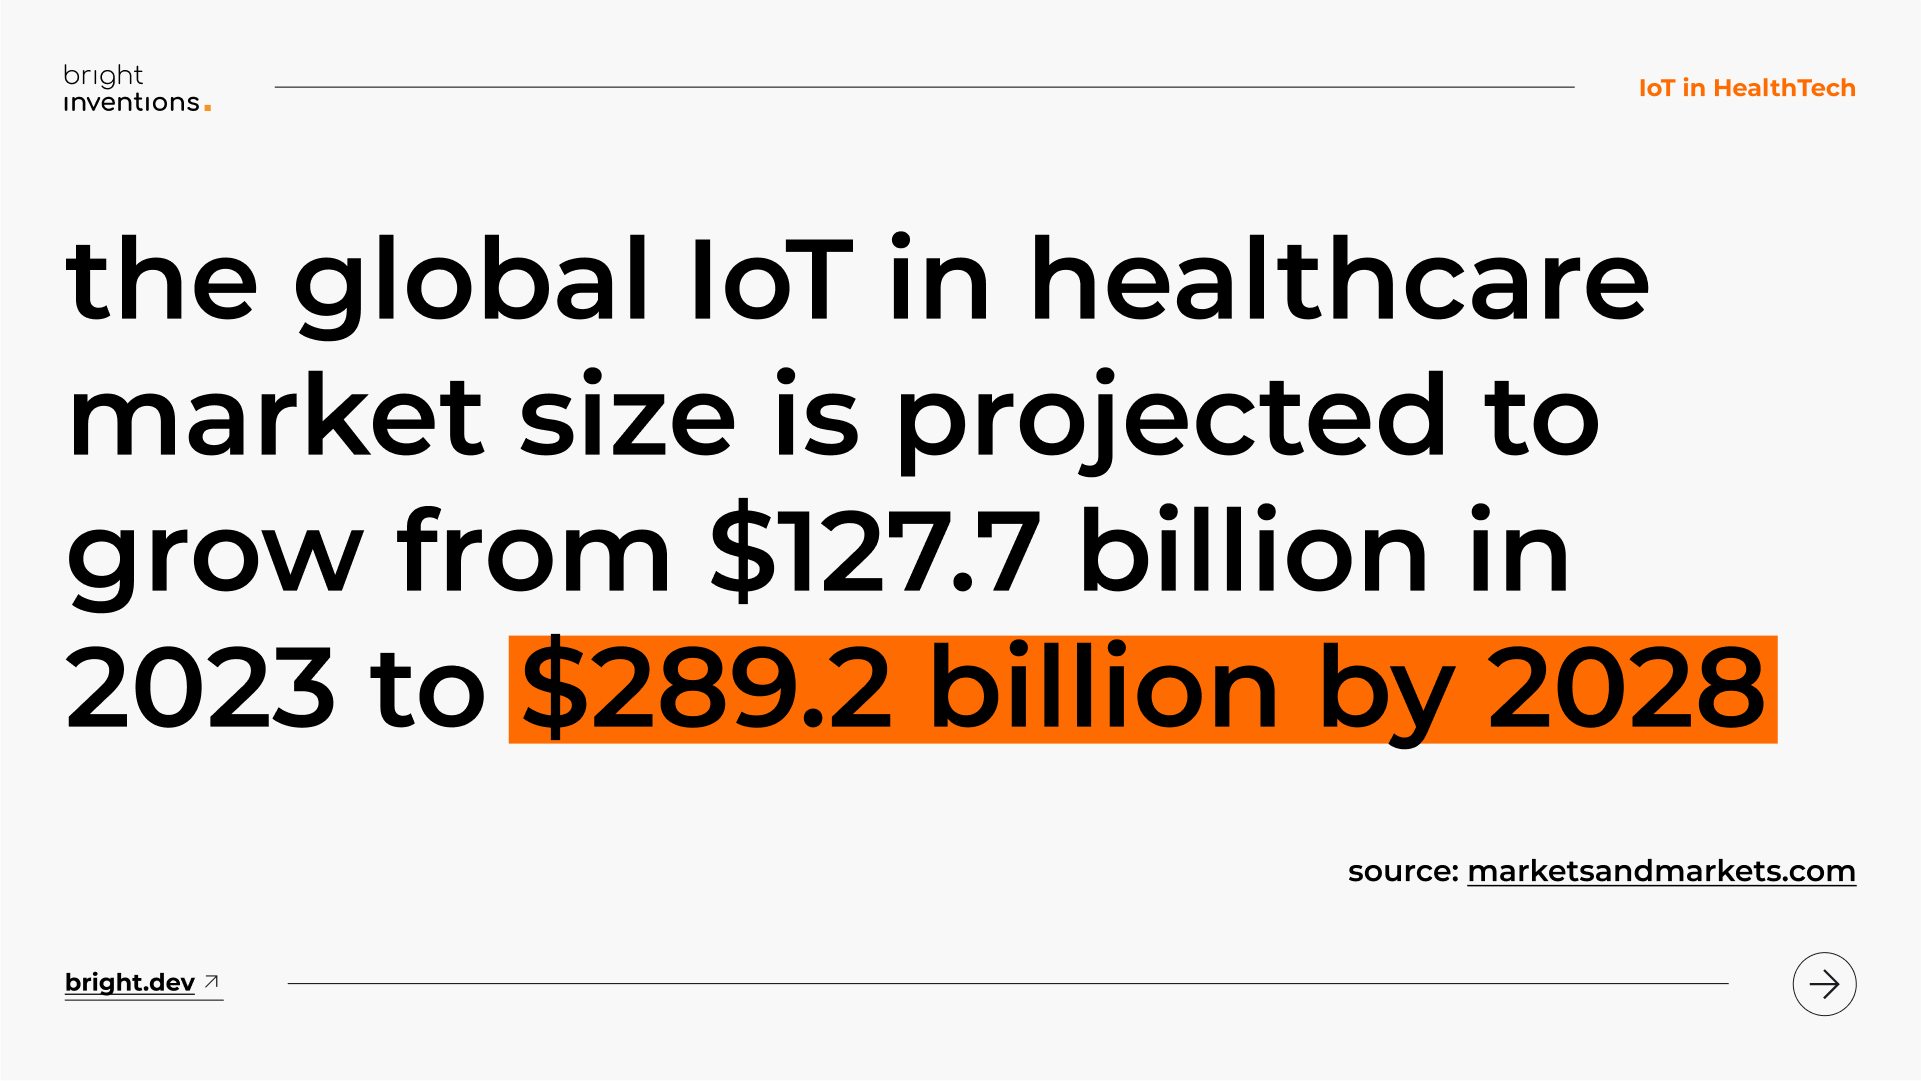 bright
inventions.
IoT in HealthTech
the global IoT in healthcare
market size is projected to
grow from $127.7 billion in
2023 to $289.2 billion by 2028
source: marketsandmarkets.com
bright.dev